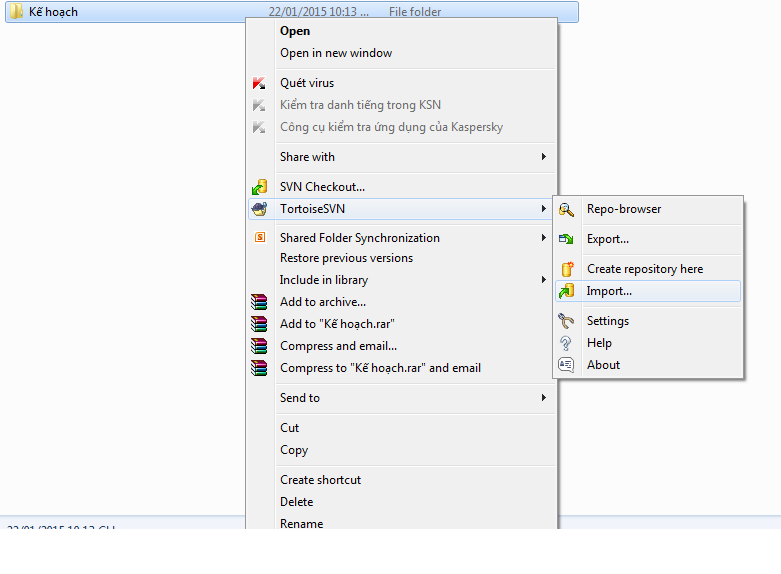 Kế hoạch 22/01/2015 10:13 ... File folder
Open
Open in new window
Quét virus
Kiểm tra danh tiếng trong KSN
Công cụ kiểm tra ứng dụng của Kaspersky
Share with
SVN Checkout...
TortoiseSVN
Repo-browser
Shared Folder Synchronization
Export...
Restore previous versions
Create repository here
Include in library
Import...
Add to archive...
Settings
Add to "Kế hoạch.rar"
Help
Compress and email...
About
Compress to "Kế hoạch.rar" and email
Send to
Cut
Copy
Create shortcut
Delete
Rename
22/01/2015 10:13